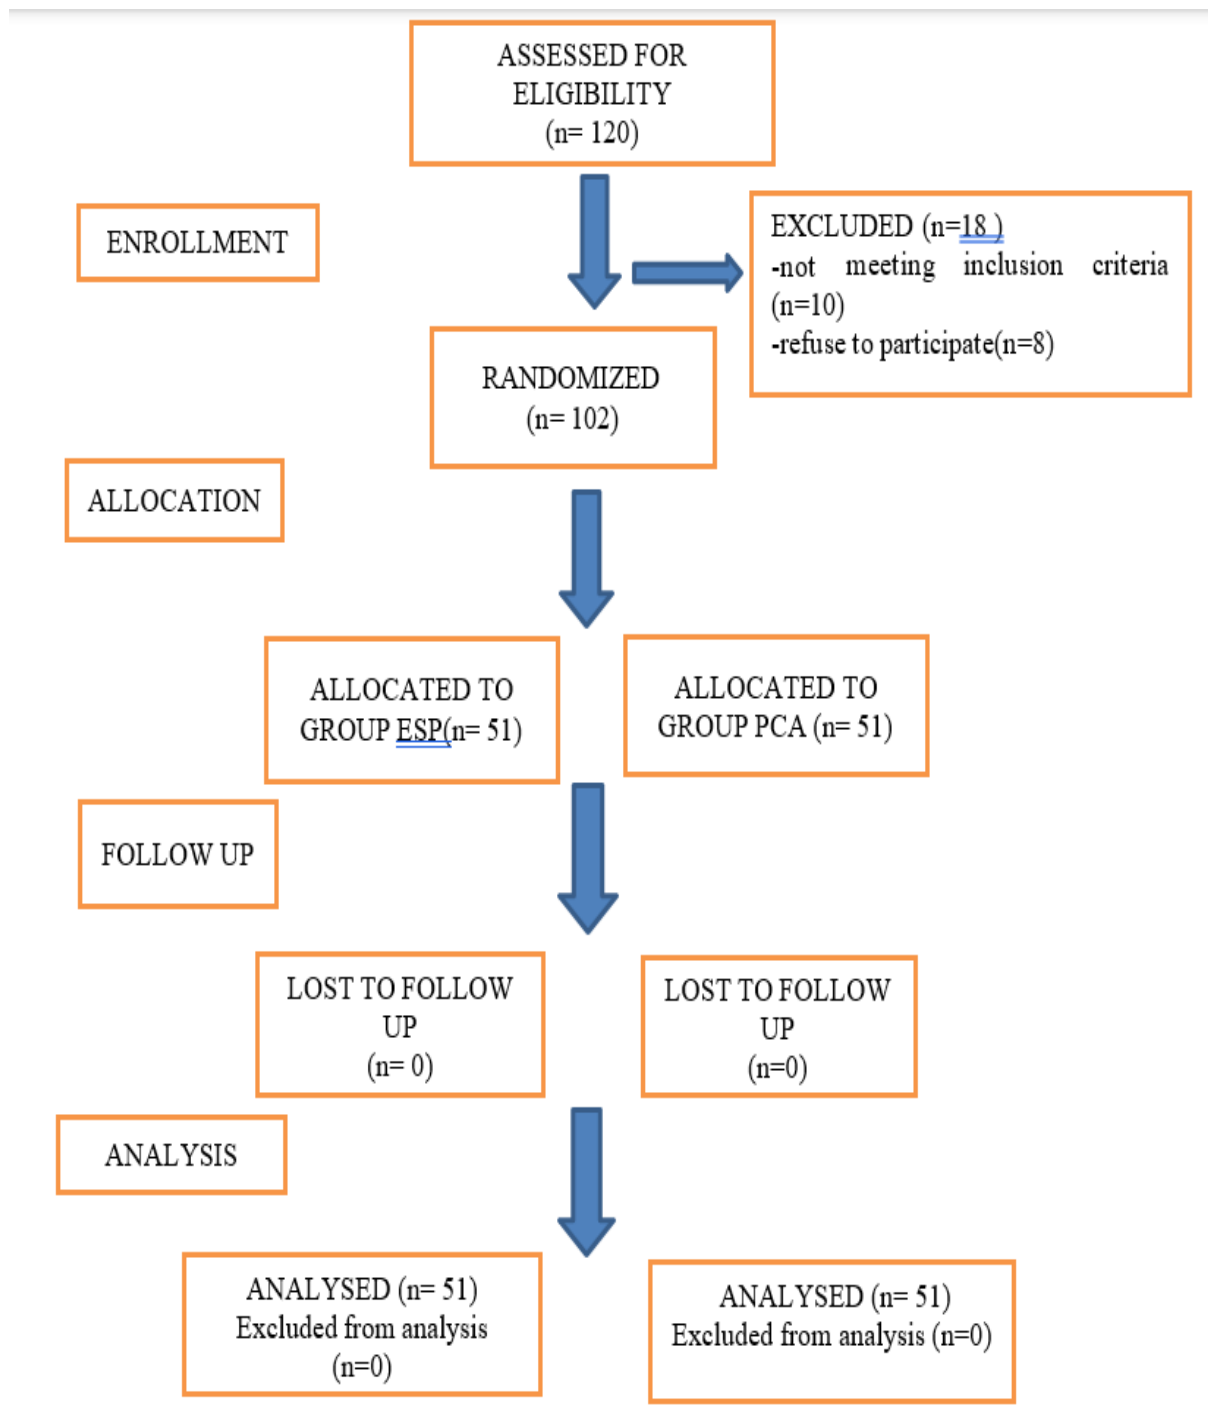 ASSESSED FOR
ELIGIBILITY
(n= 120)
ENROLLMENT
EXCLUDED (n=18 )
-not meeting inclusion criteria
(n=10)
-refuse to participate(n=8)
RANDOMIZED
(n= 102)
ALLOCATION
ALLOCATED TO
GROUP ESP(n= 51)
ALLOCATED TO
GROUP PCA (n= 51)
FOLLOW UP
LOST TO FOLLOW
UP
(n= 0)
LOST TO FOLLOW
UP
(n=0)
ANALYSIS
ANALYSED (n= 51)
Excluded from analysis
(n=0)
ANALYSED (n= 51)
Excluded from analysis (n=0)